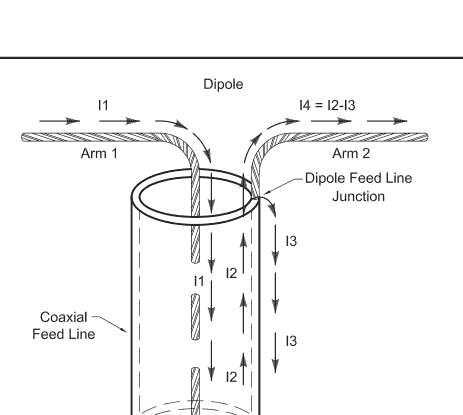 Dipole
I1
I4 = I2-I3
Arm 1
Arm 2
Dipole Feed Line
Junction
I3
I1
I2
Coaxial
Feed Line
I3
I2